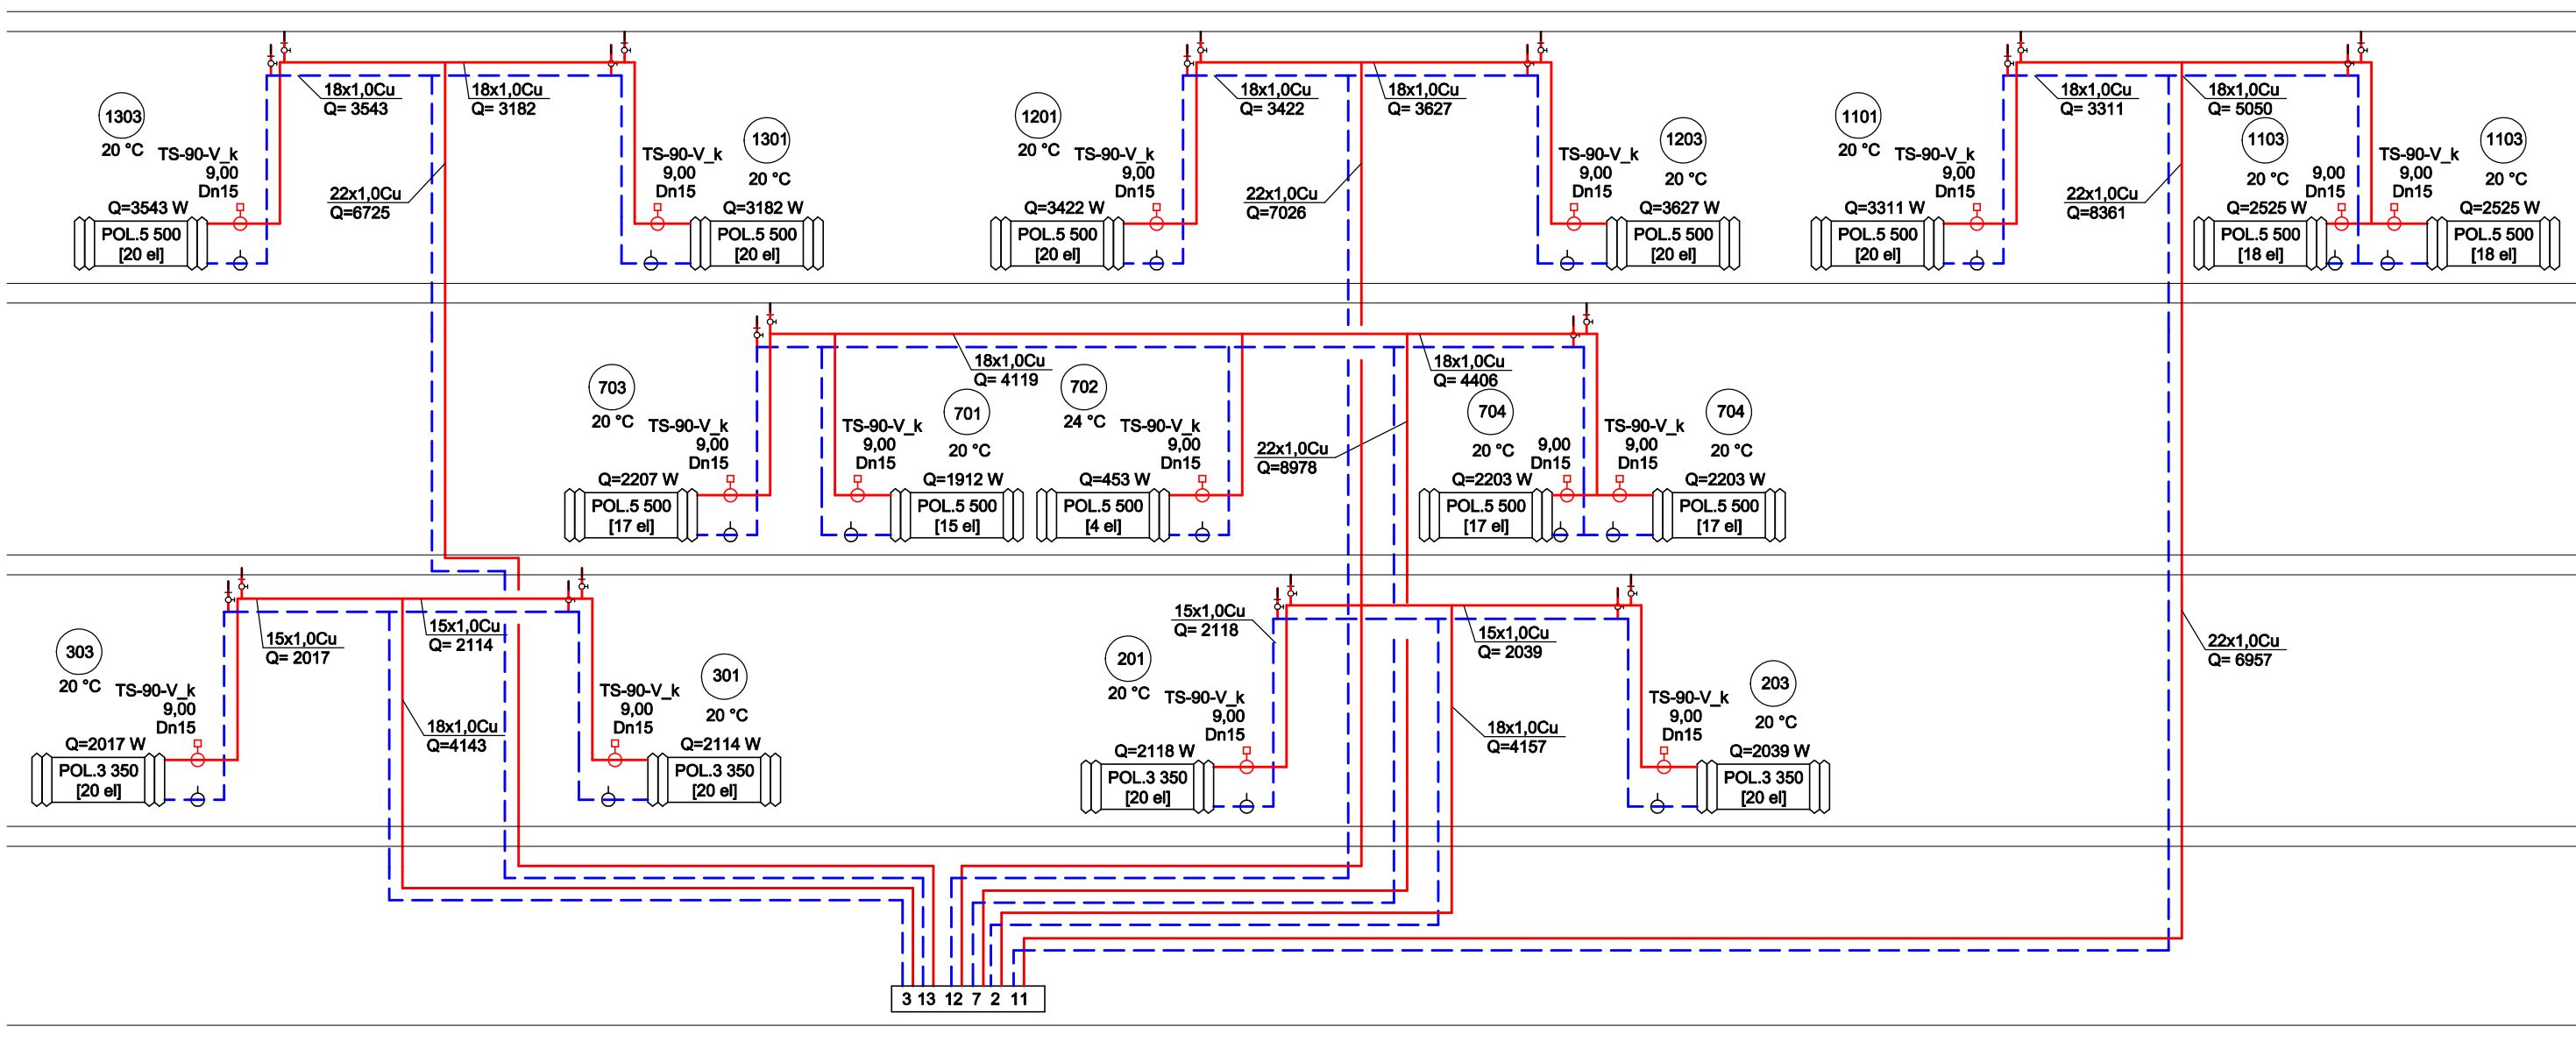 18x1,0Cu
Q= 3543
18x1,0Cu
Q= 3182
1303
20 °C
TS-90-V_k
9,00
Dn15
Q=3543 W
POL.5 500
[20 el]
22x1,0Cu
Q=6725
TS-90-V_k
9,00
Dn15
1301
20 °C
Q=3182 W
POL.5 500
[20 el]
18x1,0Cu
Q= 3422
18x1,0Cu
Q= 3627
1201
20 °C
TS-90-V_k
9,00
Dn15
Q=3422 W
POL.5 500
[20 el]
22x1,0Cu
Q=7026
TS-90-V_k
9,00
Dn15
1203
20 °C
Q=3627 W
POL.5 500
[20 el]
18x1,0Cu
Q= 3311
18x1,0Cu
Q= 5050
1101
20 °C
TS-90-V_k
9,00
Dn15
Q=3311 W
POL.5 500
[20 el]
22x1,0Cu
Q=8361
1103
20 °C
9,00
Dn15
Q=2525 W
POL.5 500
[18 el]
TS-90-V_k
9,00
Dn15
1103
20 °C
Q=2525 W
POL.5 500
[18 el]
18x1,0Cu
Q= 4119
18x1,0Cu
Q= 4406
703
20 °C
TS-90-V_k
9,00
Dn15
Q=2207 W
POL.5 500
[17 el]
TS-90-V_k
9,00
Dn15
701
20 °C
Q=1912 W
POL.5 500
[15 el]
702
24 °C
TS-90-V_k
9,00
Dn15
Q=453 W
POL.5 500
[4 el]
22x1,0Cu
Q=8978
704
20 °C
9,00
Dn15
Q=2203 W
POL.5 500
[17 el]
TS-90-V_k
9,00
Dn15
704
20 °C
Q=2203 W
POL.5 500
[17 el]
15x1,0Cu
Q= 2017
15x1,0Cu
Q= 2114
303
20 °C
TS-90-V_k
9,00
Dn15
Q=2017 W
POL.3 350
[20 el]
18x1,0Cu
Q=4143
TS-90-V_k
9,00
Dn15
301
20 °C
Q=2114 W
POL.3 350
[20 el]
15x1,0Cu
Q= 2118
15x1,0Cu
Q= 2039
201
20 °C
TS-90-V_k
9,00
Dn15
Q=2118 W
POL.3 350
[20 el]
18x1,0Cu
Q=4157
TS-90-V_k
9,00
Dn15
203
20 °C
Q=2039 W
POL.3 350
[20 el]
22x1,0Cu
Q= 6957
3 13 12 7 2 11